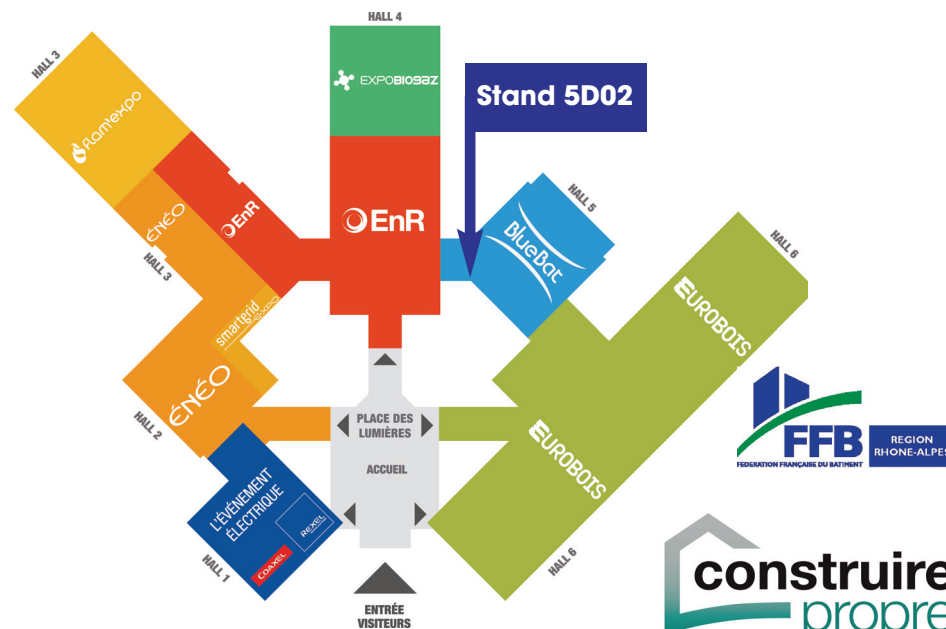 HALL 4
HALL 3
EXPOBIOGAZ
Stand 5D02
flam'expo
HALL 5
ÉNÉO
EnR
EnR
BlueBat
HALL 6
HALL 3
smartgrid
EXPO
EUROBOIS
ÉNÉO
HALL 2
PLACE DES
LUMIÈRES
ACCUEIL
EUROBOIS
FFB
FEDERATION FRANÇAISE DU BATIMENT
REGION
RHONE-ALPES
L'ÉVÉNEMENT
ÉLECTRIQUE
REXEL
COAXEL
HALL 1
HALL 6
ENTRÉE
VISITEURS
construire
propre